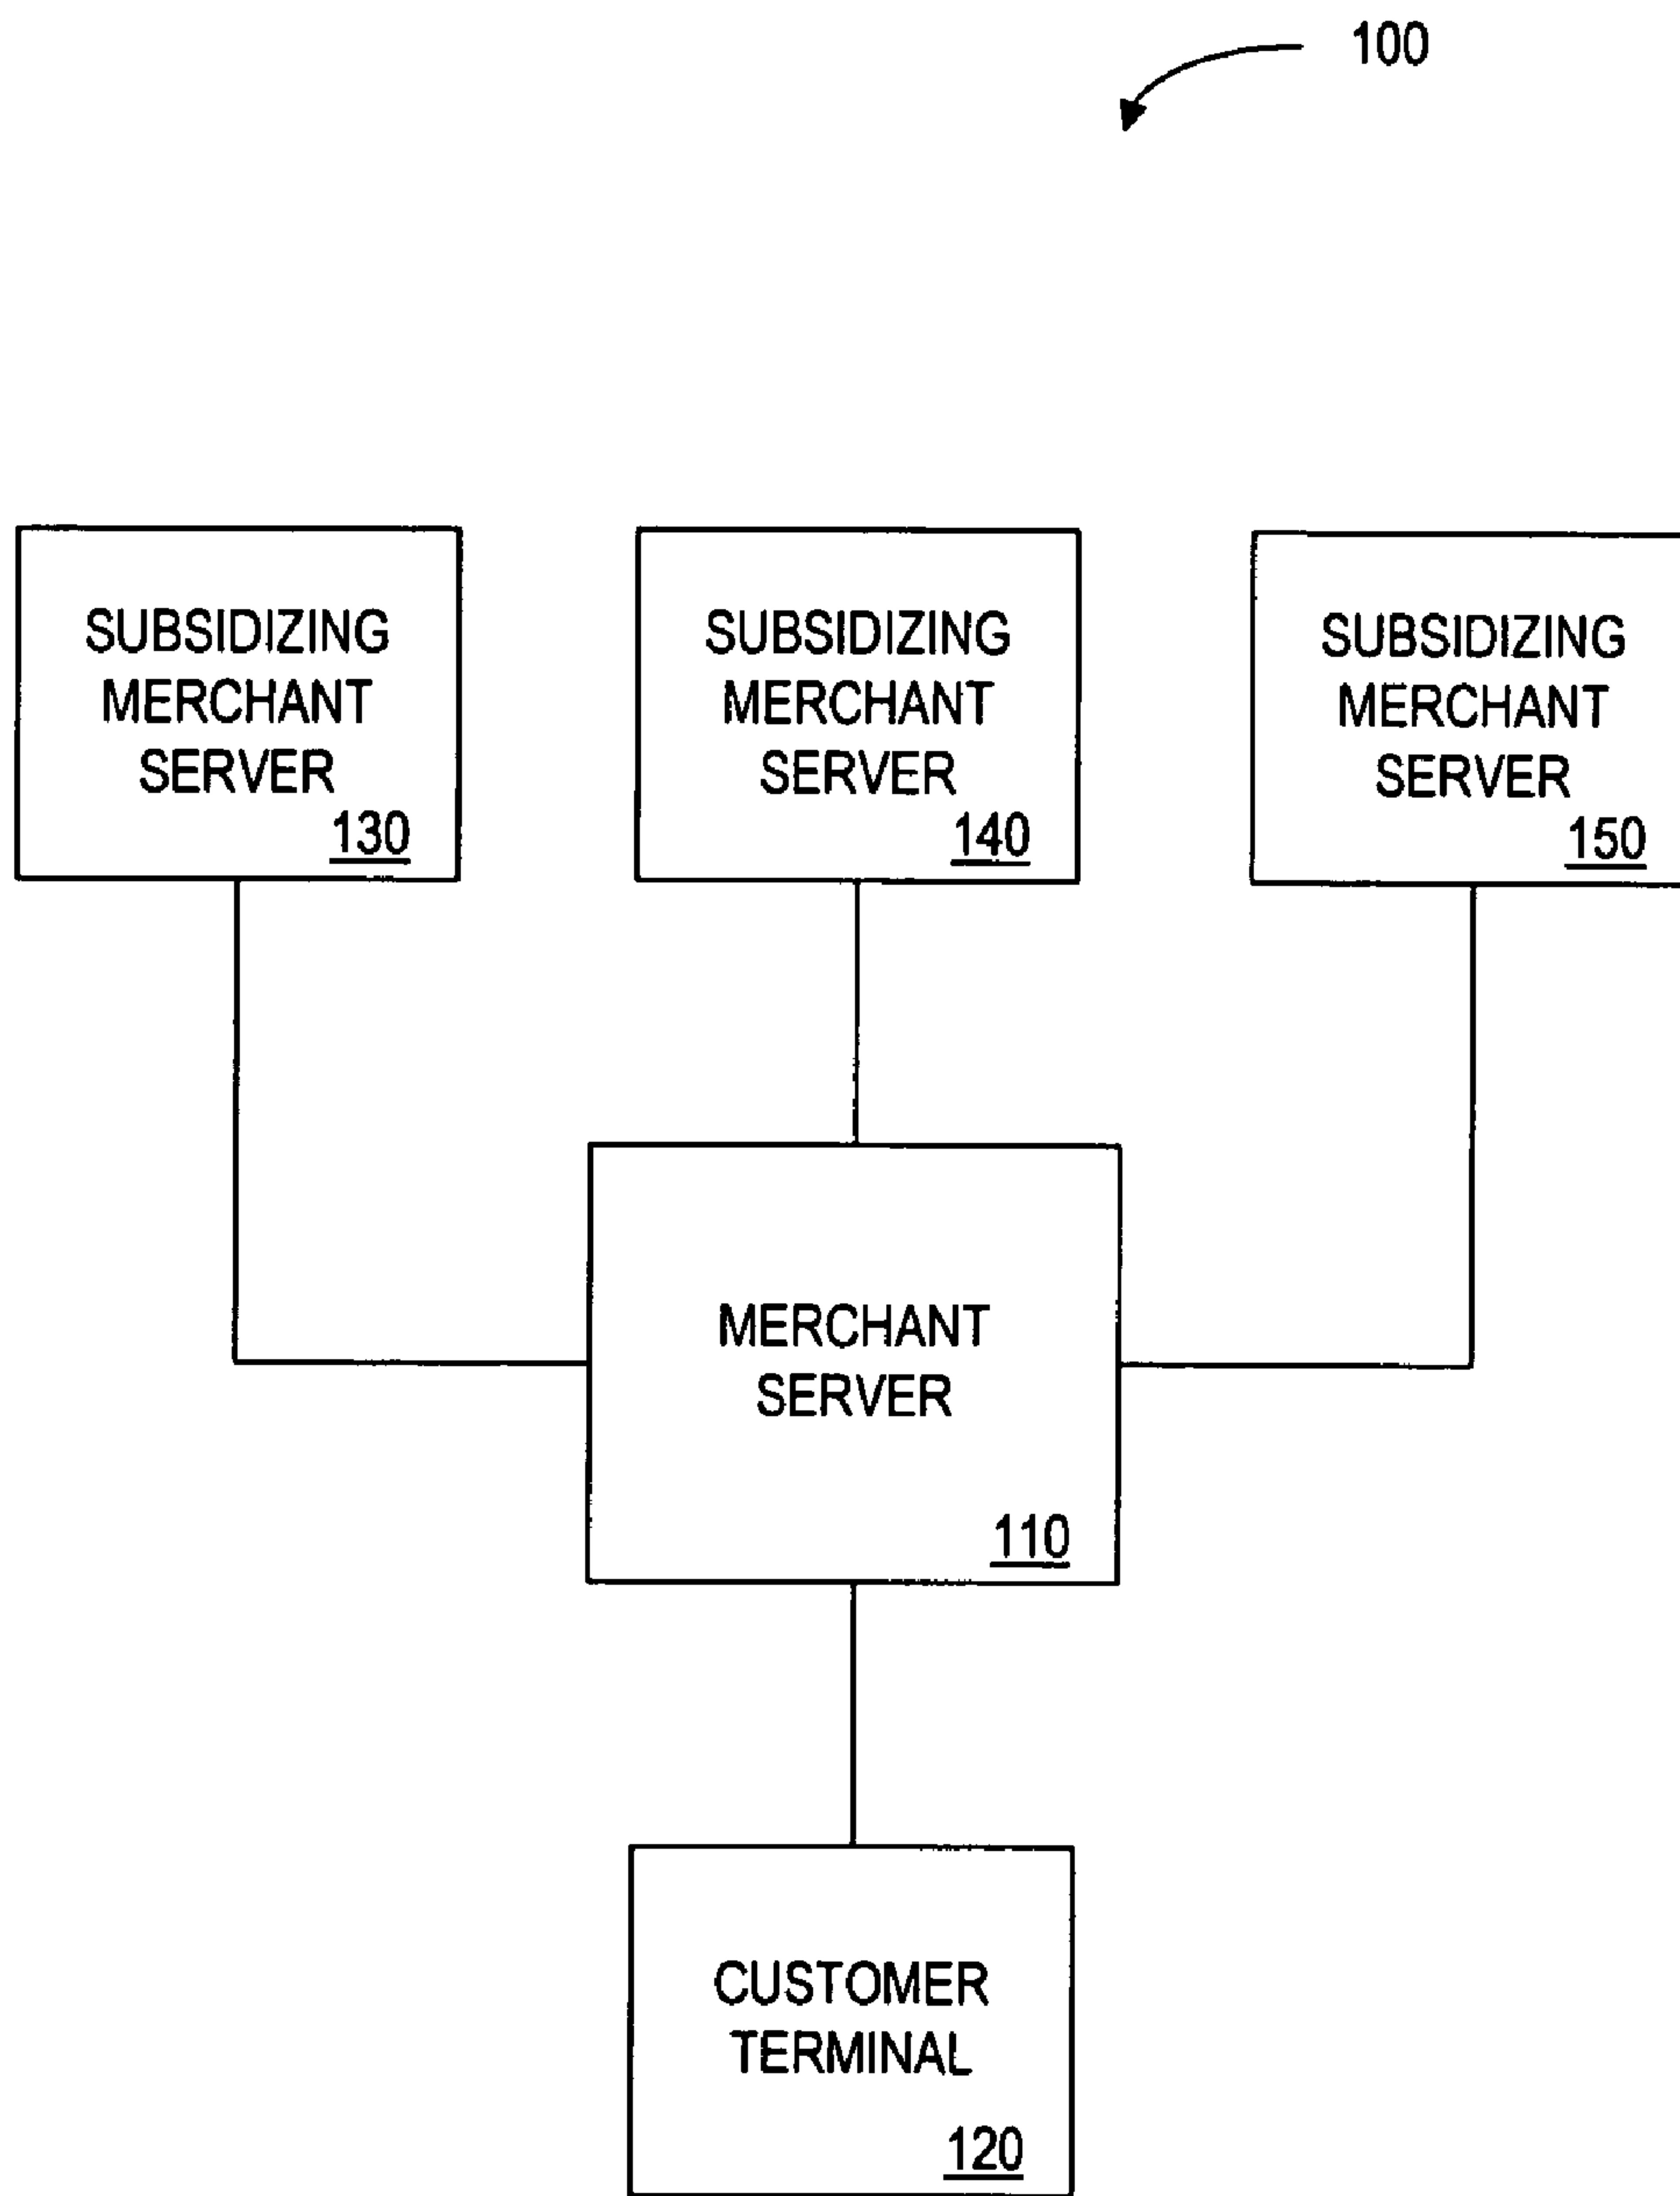 100
SUBSIDIZING
MERCHANT
SERVER
130
SUBSIDIZING
MERCHANT
SERVER
140
SUBSIDIZING
MERCHANT
SERVER
150
MERCHANT
SERVER
110
CUSTOMER
TERMINAL
120